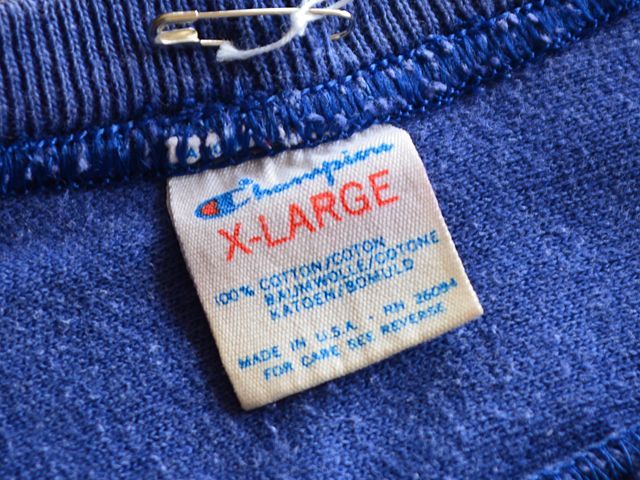 Champion
X-LARGE
100% COTTON/COTON
BAUMWOLLE/COTONE
KATOEN/BOMULD
MADE IN U.S.A. - RN 26094
FOR CARE SEE REVERSE